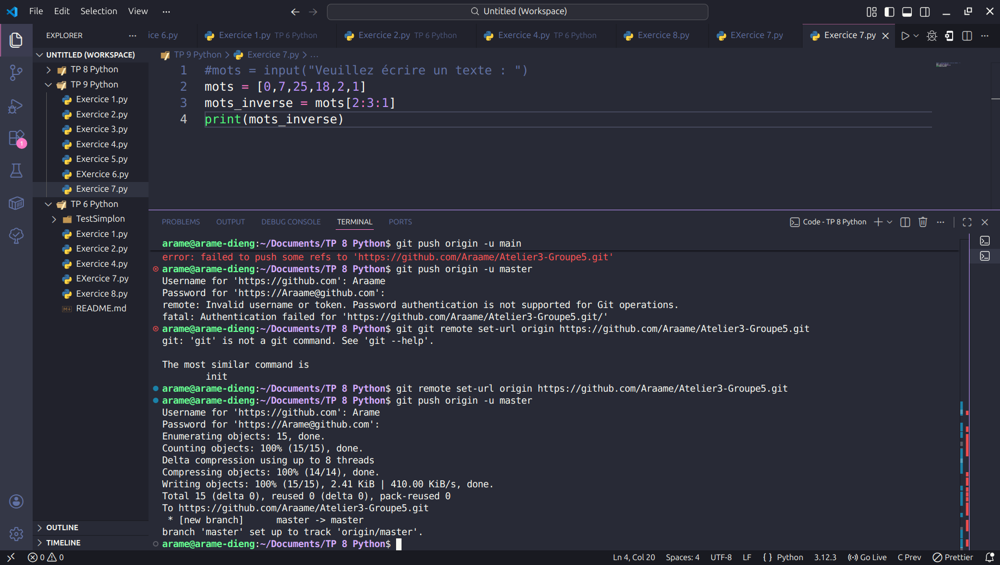 File Edit Selection View ... Untitled (Workspace)
EXPLORER ... ice 6.py Exercice 1.py TP 6 Python Exercice 2.py TP 6 Python Exercice 4.py TP 6 Python Exercice 8.py EXercice 7.py Exercice 7.py
UNTITLED (WORKSPACE)
TP 8 Python
TP 9 Python
Exercice 1.py
Exercice 2.py
Exercice 3.py
Exercice 4.py
Exercice 5.py
EXercice 6.py
Exercice 7.py
TP 6 Python
TestSimplon
Exercice 1.py
Exercice 2.py
Exercice 4.py
EXercice 7.py
Exercice 8.py
README.md
OUTLINE
TIMELINE
1
TP 9 Python > Exercice 7.py > ...
1 #mots = input("Veuillez écrire un texte : ")
2 mots = [0,7,25,18,2,1]
3 mots_inverse = mots[2:3:1]
4 print(mots_inverse)
PROBLEMS OUTPUT DEBUG CONSOLE TERMINAL PORTS Code - TP 8 Python
arame@arame-dieng:~/Documents/TP 8 Python$ git push origin -u main
error: failed to push some refs to 'https://github.com/Araame/Atelier3-Groupe5.git'
arame@arame-dieng:~/Documents/TP 8 Python$ git push origin -u master
Username for 'https://github.com': Araame
Password for 'https://Araame@github.com':
remote: Invalid username or token. Password authentication is not supported for Git operations.
fatal: Authentication failed for 'https://github.com/Araame/Atelier3-Groupe5.git/'
arame@arame-dieng:~/Documents/TP 8 Python$ git git remote set-url origin https://github.com/Araame/Atelier3-Groupe5.git
git: 'git' is not a git command. See 'git --help'.
The most similar command is
init
arame@arame-dieng:~/Documents/TP 8 Python$ git remote set-url origin https://github.com/Araame/Atelier3-Groupe5.git
arame@arame-dieng:~/Documents/TP 8 Python$ git push origin -u master
Username for 'https://github.com': Arame
Password for 'https://Arame@github.com':
Enumerating objects: 15, done.
Counting objects: 100% (15/15), done.
Delta compression using up to 8 threads
Compressing objects: 100% (14/14), done.
Writing objects: 100% (15/15), 2.41 KiB | 410.00 KiB/s, done.
Total 15 (delta 0), reused 0 (delta 0), pack-reused 0
To https://github.com/Araame/Atelier3-Groupe5.git
* [new branch] master -> master
branch 'master' set up to track 'origin/master'.
arame@arame-dieng:~/Documents/TP 8 Python$
0 0 Ln 4, Col 20 Spaces: 4 UTF-8 LF { } Python 3.12.3 Go Live C Prev Prettier